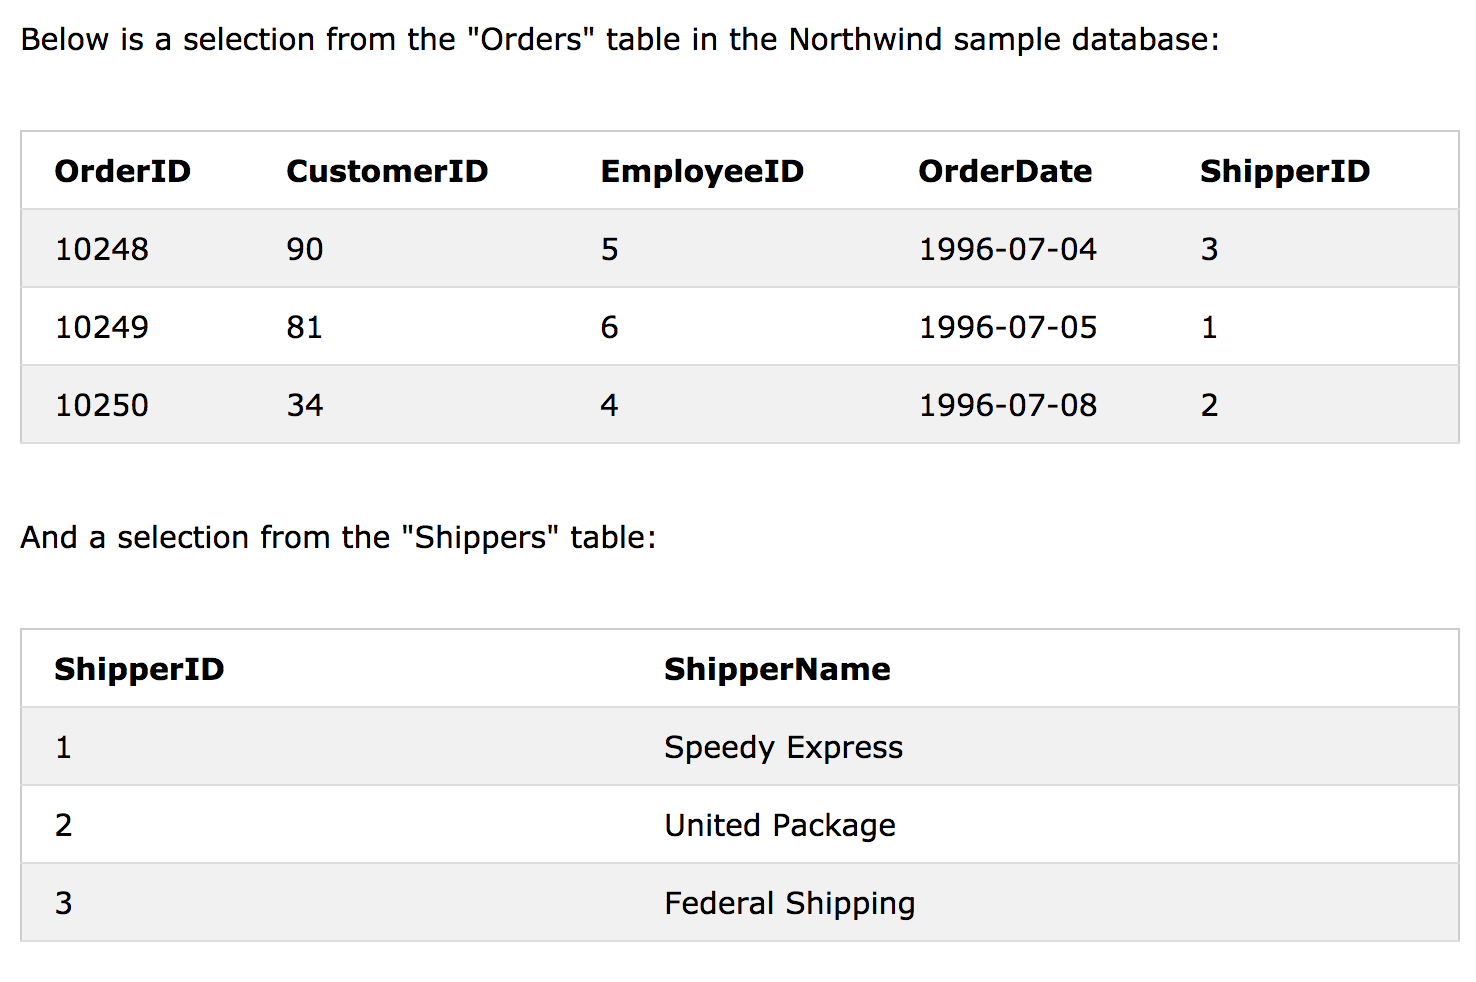 Below is a selection from the "Orders" table in the Northwind sample database:
OrderID CustomerID EmployeeID OrderDate ShipperID
10248 90 5 1996-07-04 3
10249 81 6 1996-07-05 1
10250 34 4 1996-07-08 2
And a selection from the "Shippers" table:
ShipperID ShipperName
1 Speedy Express
2 United Package
3 Federal Shipping